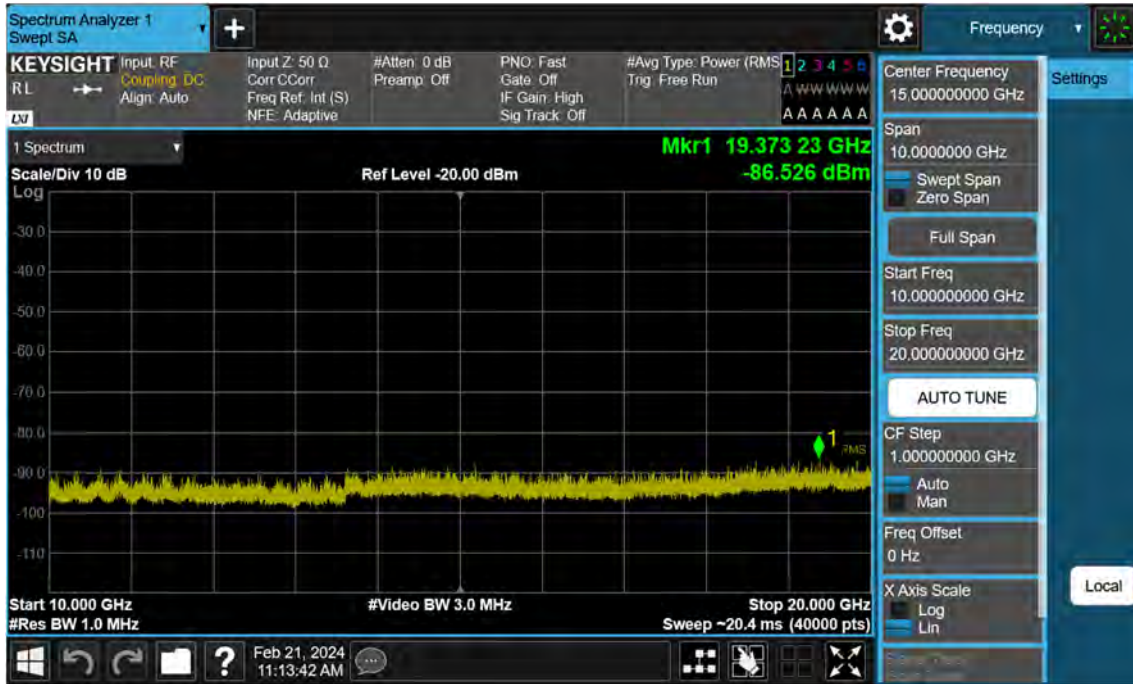 Spectrum Analyzer 1
Swept SA
Frequency
KEYSIGHT
RL
LXI
Input: RF
Coupling: DC
Align: Auto
Input Z: 50 Ω
Corr CCorr
Freq Ref: Int (S)
NFE: Adaptive
#Atten: 0 dB
Preamp: Off
PNO: Fast
Gate: Off
IF Gain: High
Sig Track: Off
#Avg Type: Power (RMS
Trig: Free Run
1 2 3 4 5 6
A W W W W W
A A A A A A
1 Spectrum
Scale/Div 10 dB
Ref Level -20.00 dBm
Mkr1 19.373 23 GHz
-86.526 dBm
Log
-30.0
-40.0
-50.0
-60.0
-70.0
-80.0
-90.0
-100
-110
1
RMS
Start 10.000 GHz
#Video BW 3.0 MHz
Stop 20.000 GHz
#Res BW 1.0 MHz
Sweep ~20.4 ms (40000 pts)
Feb 21, 2024
11:13:42 AM
Center Frequency
15.000000000 GHz
Span
10.0000000 GHz
Swept Span
Zero Span
Full Span
Start Freq
10.000000000 GHz
Stop Freq
20.000000000 GHz
AUTO TUNE
CF Step
1.000000000 GHz
Auto
Man
Freq Offset
0 Hz
X Axis Scale
Log
Lin
Settings
Local